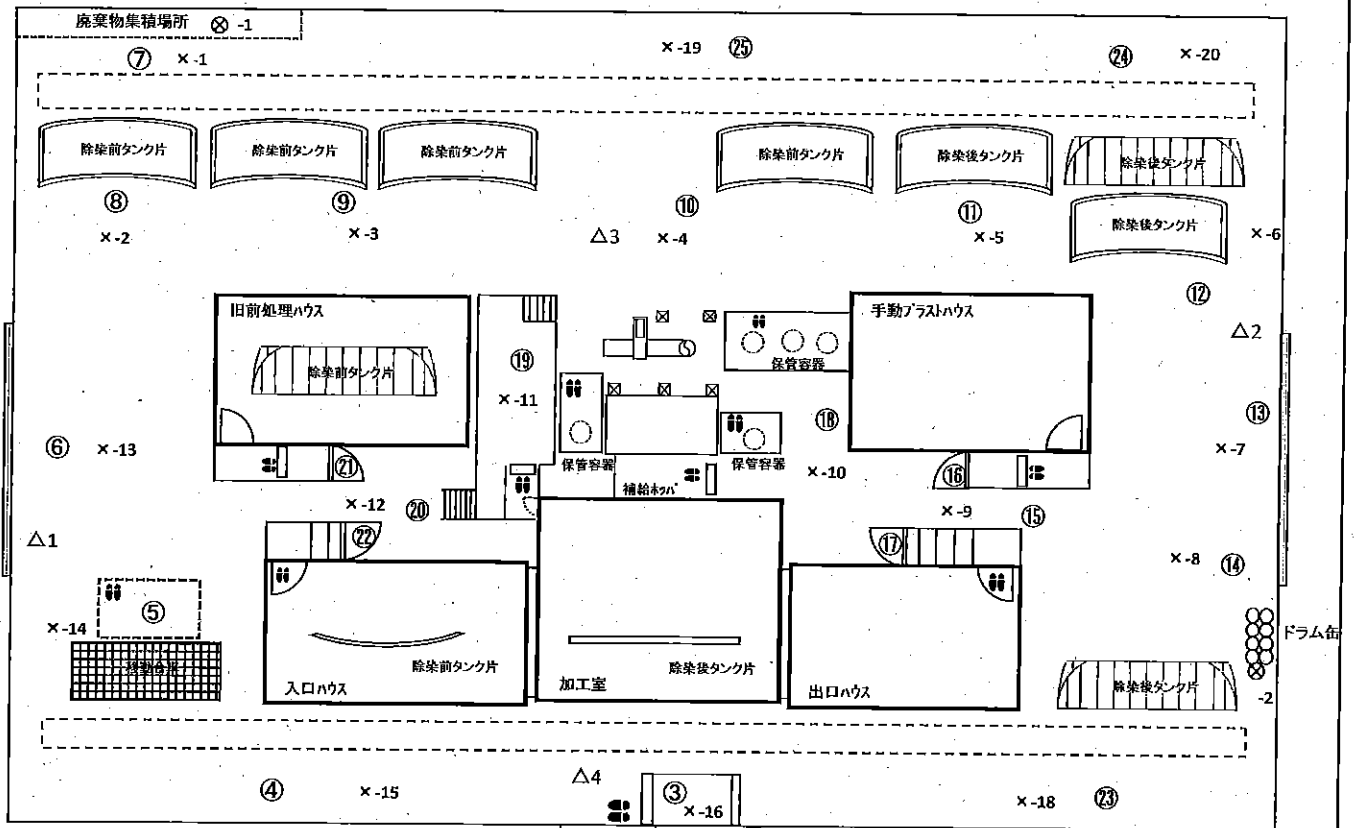 廃棄物集積場所 ⊗ -1
⑦ ×-1
×-19 ㉕
㉔ ×-20
除染前タンク片
除染前タンク片
除染前タンク片
除染前タンク片
除染後タンク片
除染後タンク片
除染後タンク片
⑧
⑨
⑩
⑪
×-2
×-3
△3
×-4
×-5
×-6
⑫
旧前処理ハウス
手動ブラストハウス
△2
除染前タンク片
⑲
保管容器
×-11
⑬
⑱
⑥ ×-13
×-7
保管容器
保管容器
㉑
×-10
⑯
補給ホッパ
×-12
⑳
×-9
⑮
△1
㉒
⑰
×-8
⑭
⑤
×-14
ドラム缶
除染前タンク片
除染後タンク片
除染後タンク片
入口ハウス
加工室
出口ハウス
-2
△4
④
×-15
③
×-16
×-18
㉓